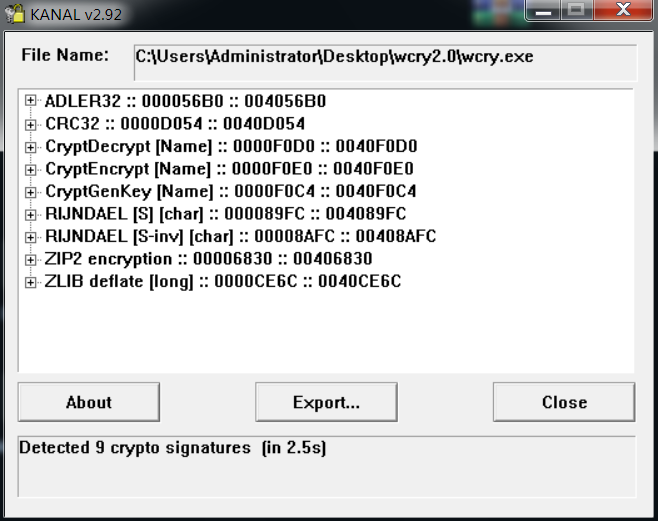 KANAL v2.92
File Name: C:\Users\Administrator\Desktop\wcry2.0\wcry.exe
ADLER32 :: 000056B0 :: 004056B0
CRC32 :: 0000D054 :: 0040D054
CryptDecrypt [Name] :: 0000F0D0 :: 0040F0D0
CryptEncrypt [Name] :: 0000F0E0 :: 0040F0E0
CryptGenKey [Name] :: 0000F0C4 :: 0040F0C4
RIJNDAEL [S] [char] :: 000089FC :: 004089FC
RIJNDAEL [S-inv] [char] :: 00008AFC :: 00408AFC
ZIP2 encryption :: 00006830 :: 00406830
ZLIB deflate [long] :: 0000CE6C :: 0040CE6C
About Export... Close
Detected 9 crypto signatures (in 2.5s)